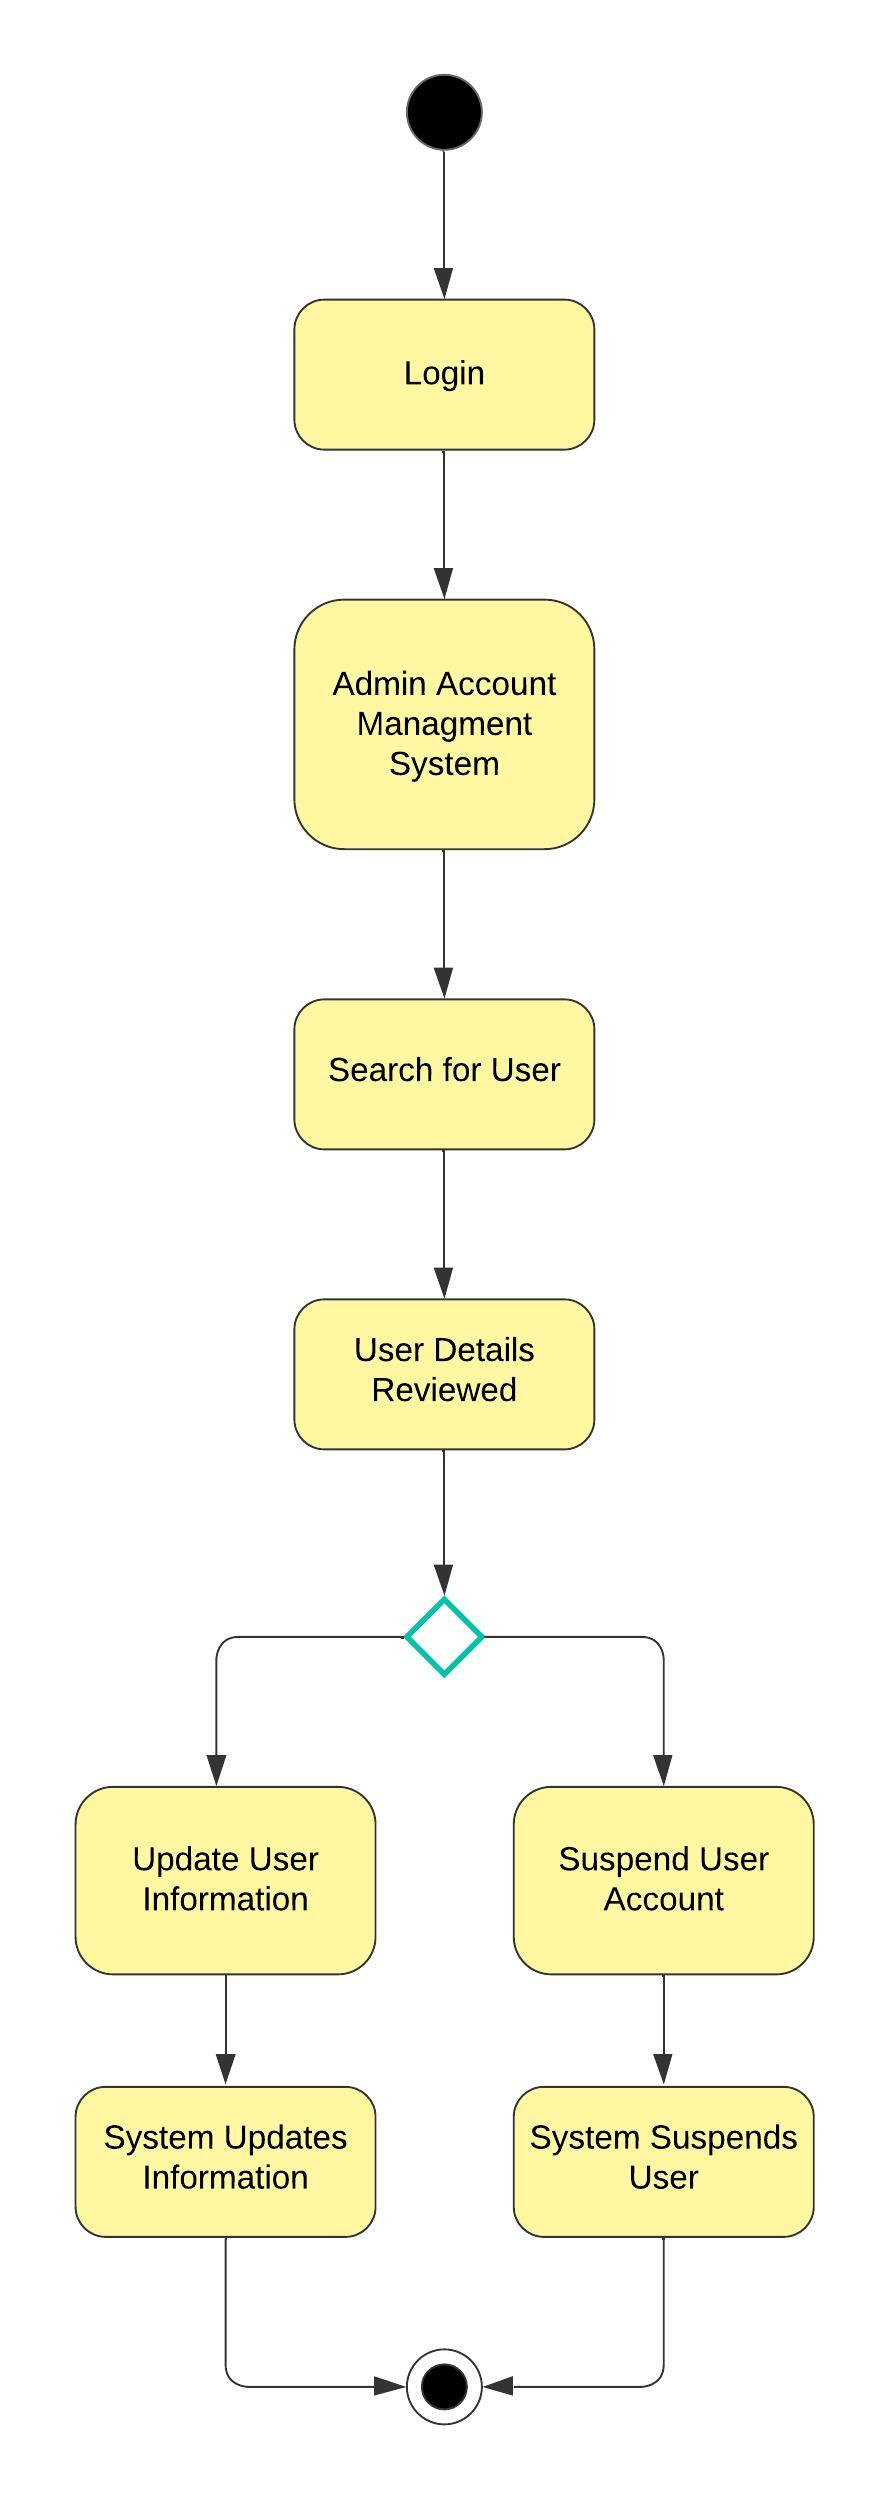 Login
Admin Account
Managment
System
Search for User
User Details
Reviewed
Update User
Information
Suspend User
Account
System Updates
Information
System Suspends
User